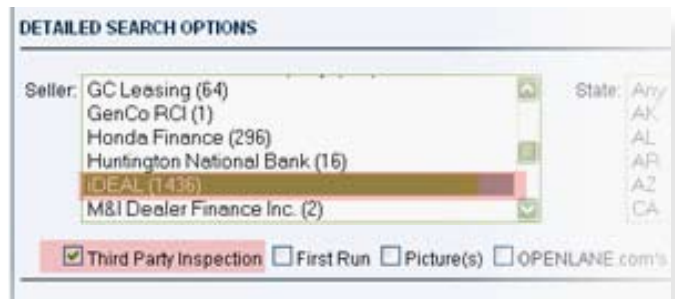 DETAILED SEARCH OPTIONS
Seller: GC Leasing (64) State: Any
GenCo RCI (1) AK
Honda Finance (296) AL
Huntington National Bank (16) AR
iDEAL (1436) AZ
M&I Dealer Finance Inc. (2) CA
Third Party Inspection First Run Picture(s) OPENLANE.com's